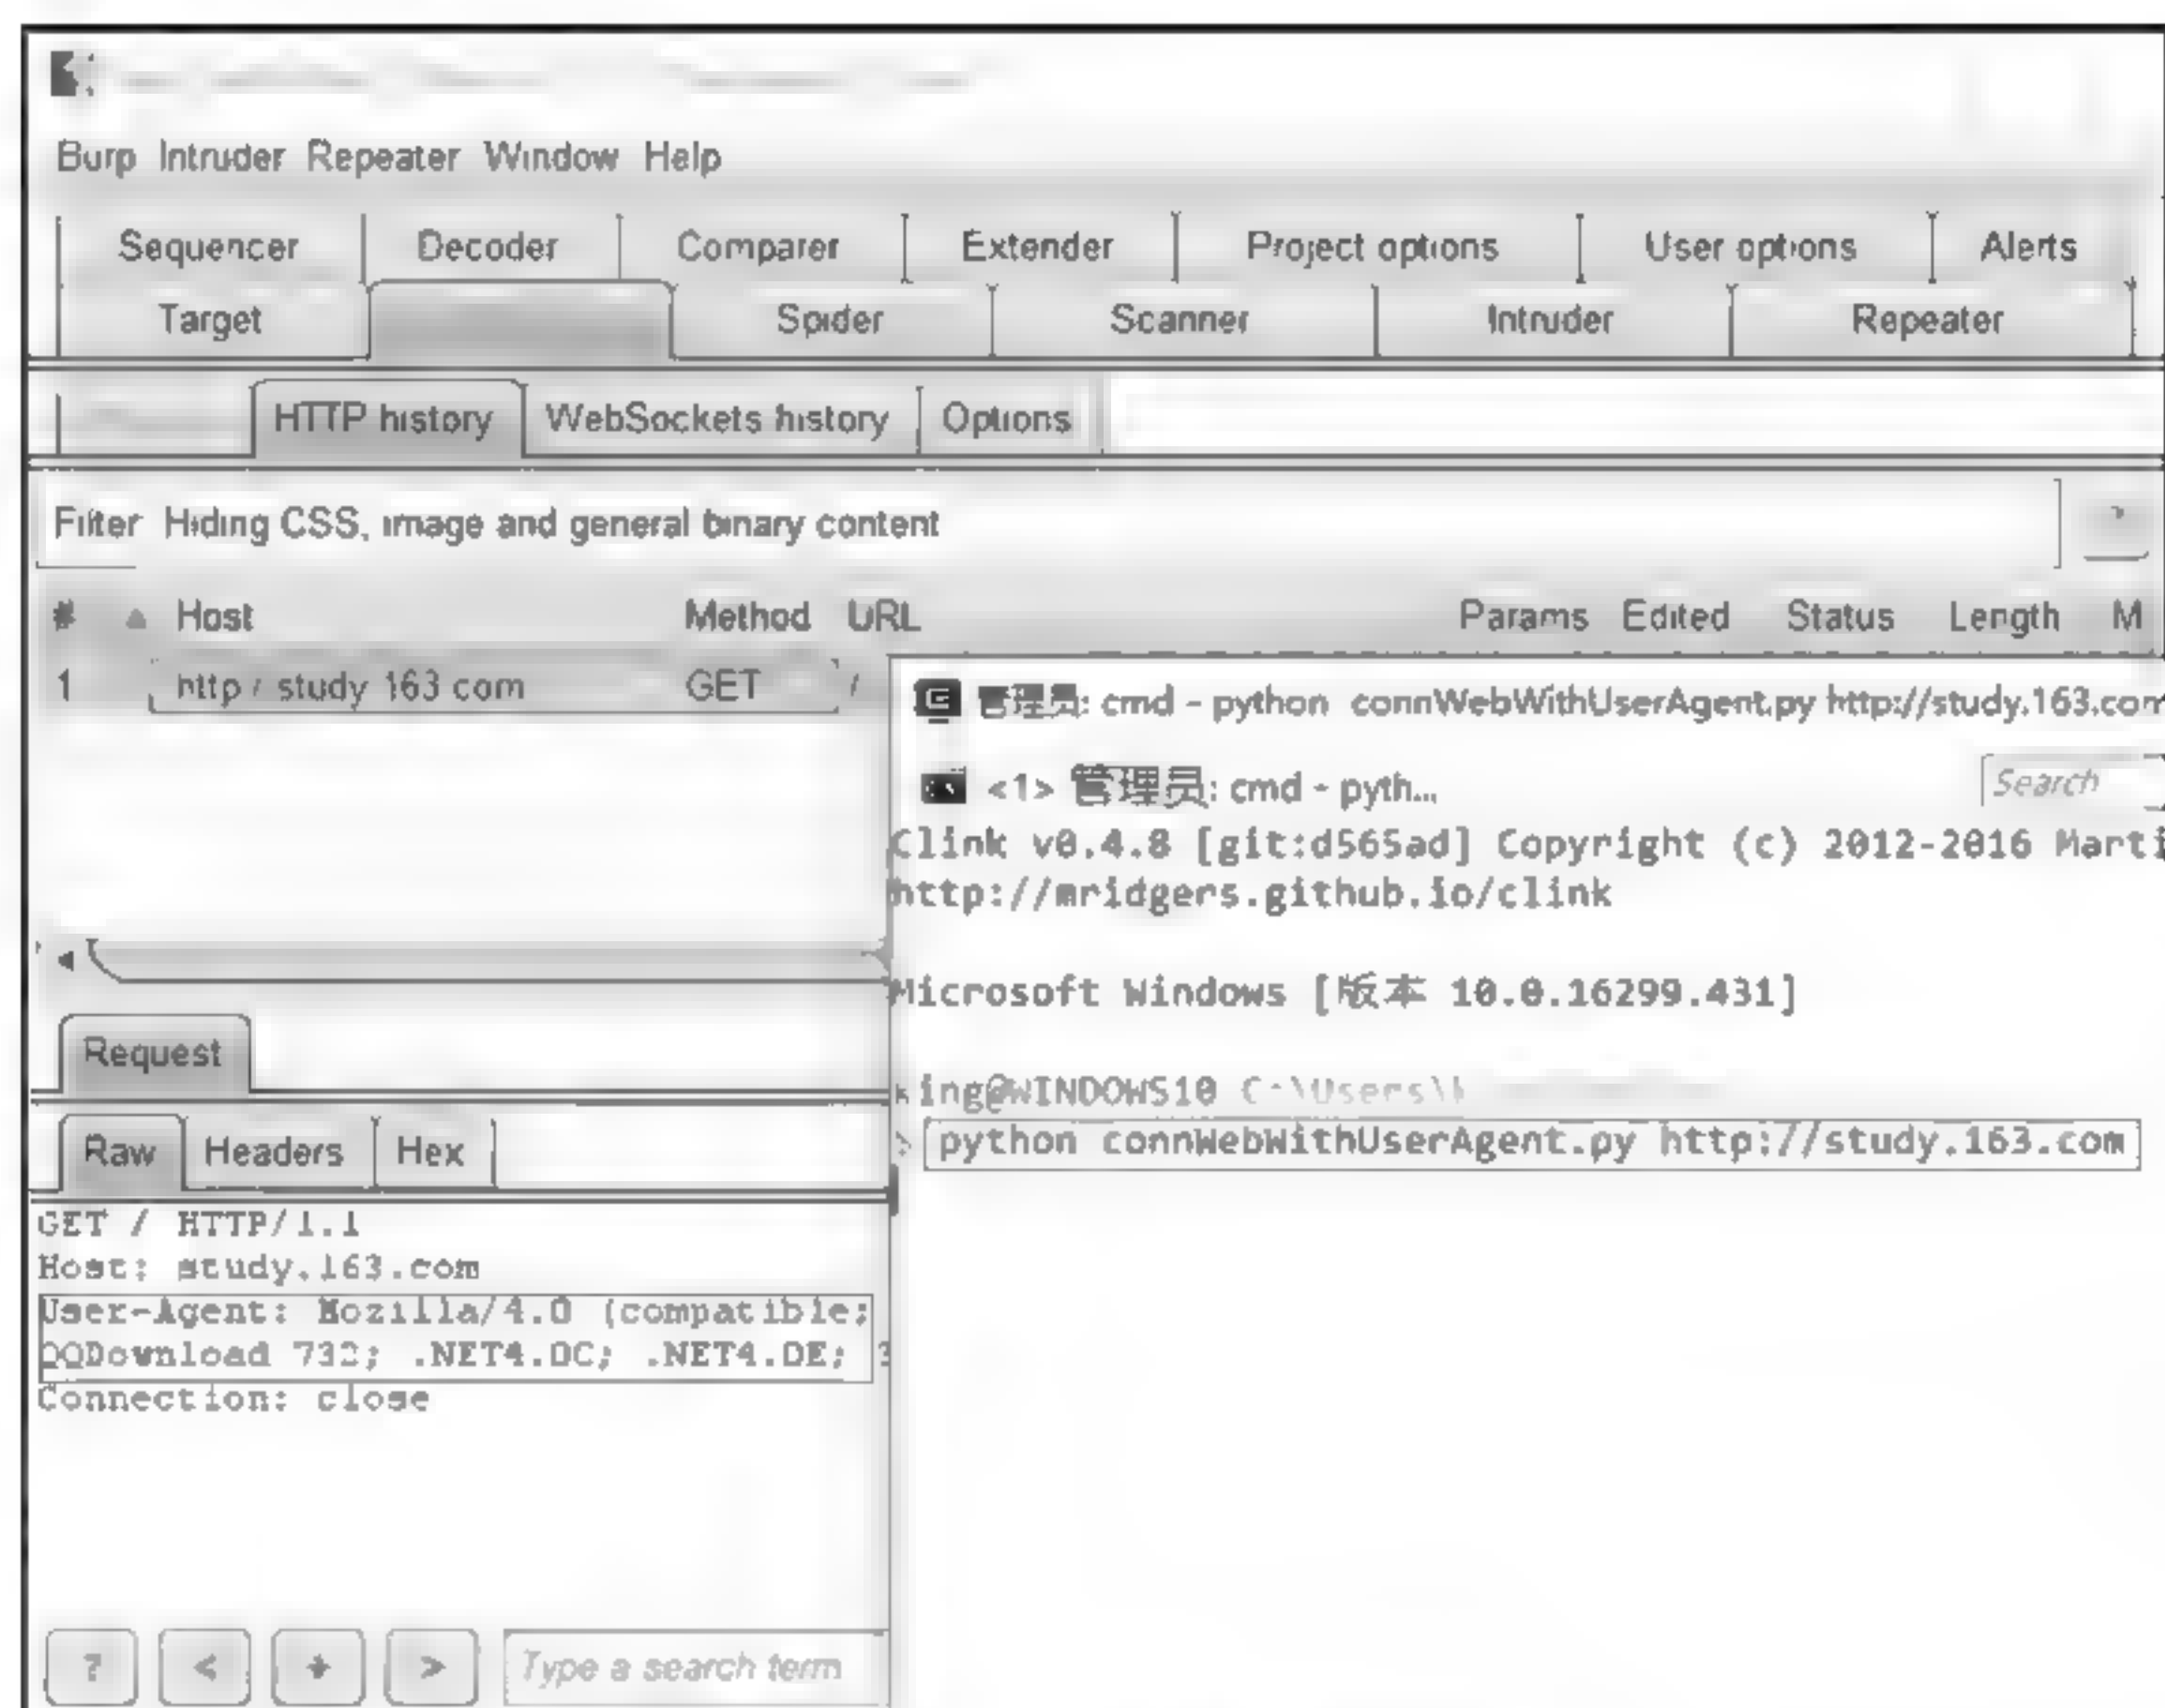 Burp Intruder Repeater Window Help
Sequencer Decoder Comparer Extender Project options User options Alerts
Target Spider Scanner Intruder Repeater
HTTP history WebSockets history Options
Filter Hiding CSS, image and general binary content
# Host Method URL Params Edited Status Length M
1 http / study 163 com GET /
管理员: cmd - python connWebWithUserAgent.py http://study.163.com
<1> 管理员: cmd - pyth...
Search
Clink v0.4.8 [git:d565ad] Copyright (c) 2012-2016 Marti
http://mridgers.github.io/clink
Microsoft Windows [版本 10.0.16299.431]
king@WINDOWS10 C:\Users\
> python connWebWithUserAgent.py http://study.163.com
Request
Raw Headers Hex
GET / HTTP/1.1
Host: study.163.com
User-Agent: Mozilla/4.0 (compatible;
QQDownload 732; .NET4.0C; .NET4.0E; 3
Connection: close
? < + > Type a search term